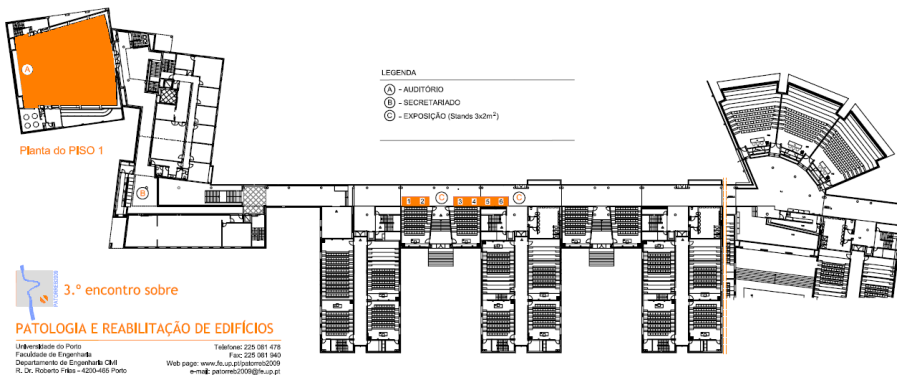 A
Planta do PISO 1
LEGENDA
A - AUDITÓRIO
B - SECRETARIADO
C - EXPOSIÇÃO (Stands 3x2m²)
B
1 2 C 3 4 5 6 C
3.º encontro sobre
PATOLOGIA E REABILITAÇÃO DE EDIFÍCIOS
Universidade do Porto
Faculdade de Engenharia
Departamento de Engenharia CIVIl
R. Dr. Roberto Frias - 4200-465 Porto
Telefone: 225 081 478
Fax: 225 081 940
Web page: www.fe.up.pt/patorreb2009
e-mail: patorreb2009@fe.up.pt